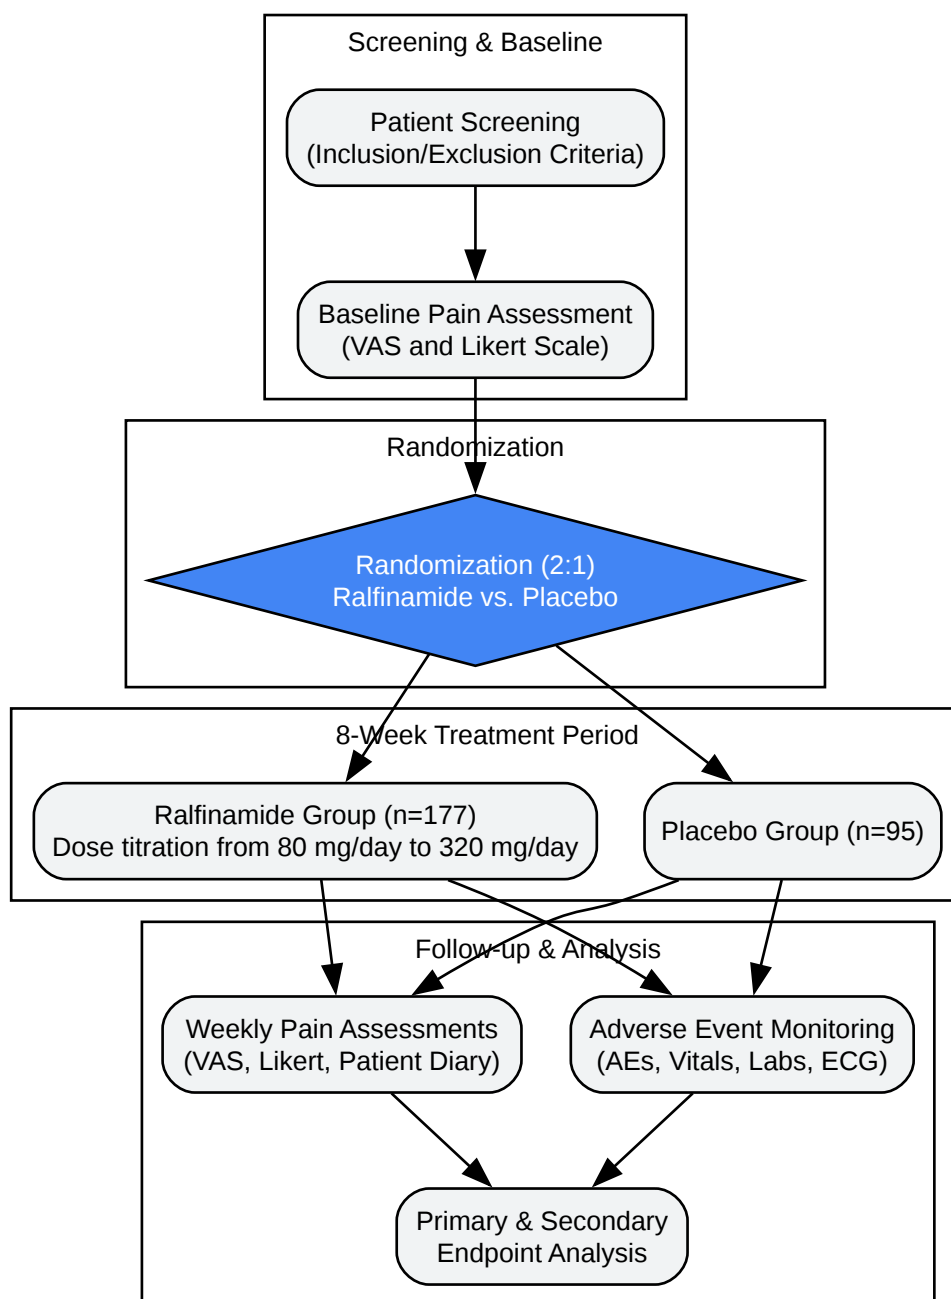 Screening & Baseline
Patient Screening
(Inclusion/Exclusion Criteria)
Baseline Pain Assessment
(VAS and Likert Scale)
Randomization
Randomization (2:1)
Ralfinamide vs. Placebo
8-Week Treatment Period
Ralfinamide Group (n=177)
Dose titration from 80 mg/day to 320 mg/day
Placebo Group (n=95)
Follow-up & Analysis
Weekly Pain Assessments
(VAS, Likert, Patient Diary)
Adverse Event Monitoring
(AEs, Vitals, Labs, ECG)
Primary & Secondary
Endpoint Analysis